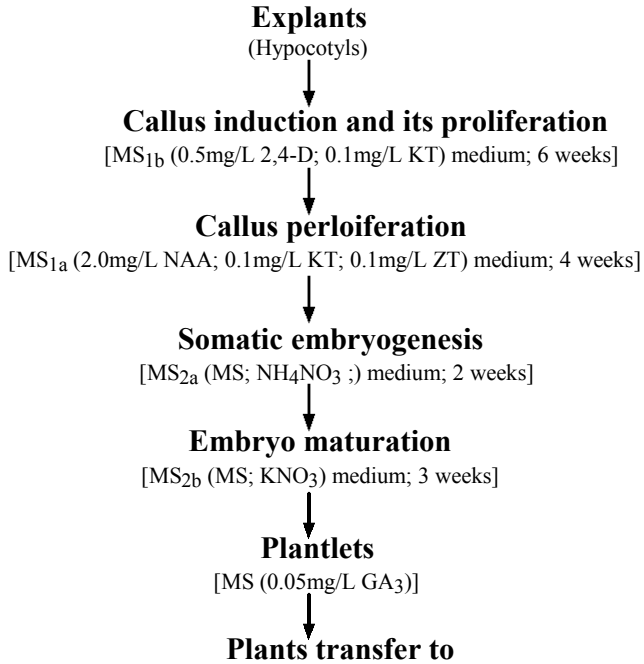 Explants
(Hypocotyls)
Callus induction and its proliferation
[MS1b (0.5mg/L 2,4-D; 0.1mg/L KT) medium; 6 weeks]
Callus perloiferation
[MS1a (2.0mg/L NAA; 0.1mg/L KT; 0.1mg/L ZT) medium; 4 weeks]
Somatic embryogenesis
[MS2a (MS; NH4NO3 ;) medium; 2 weeks]
Embryo maturation
[MS2b (MS; KNO3) medium; 3 weeks]
Plantlets
[MS (0.05mg/L GA3)]
Plants transfer to